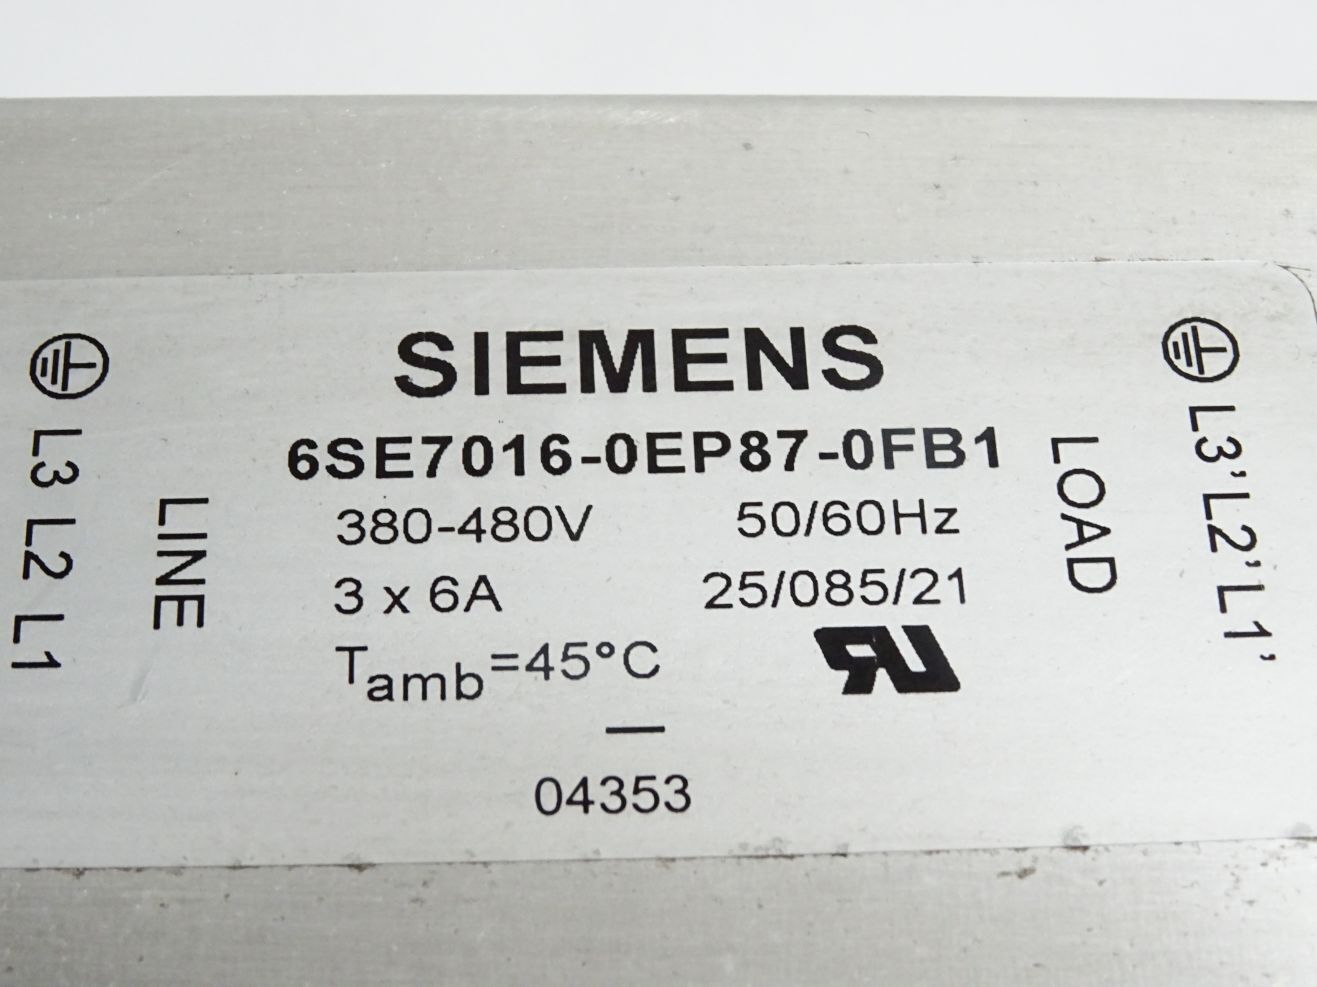 SIEMENS
6SE7016-0EP87-0FB1
380-480V 50/60Hz
3 x 6A 25/085/21
Tamb=45°C
04353
L3 L2 L1
LINE
LOAD
L3' L2' L1'